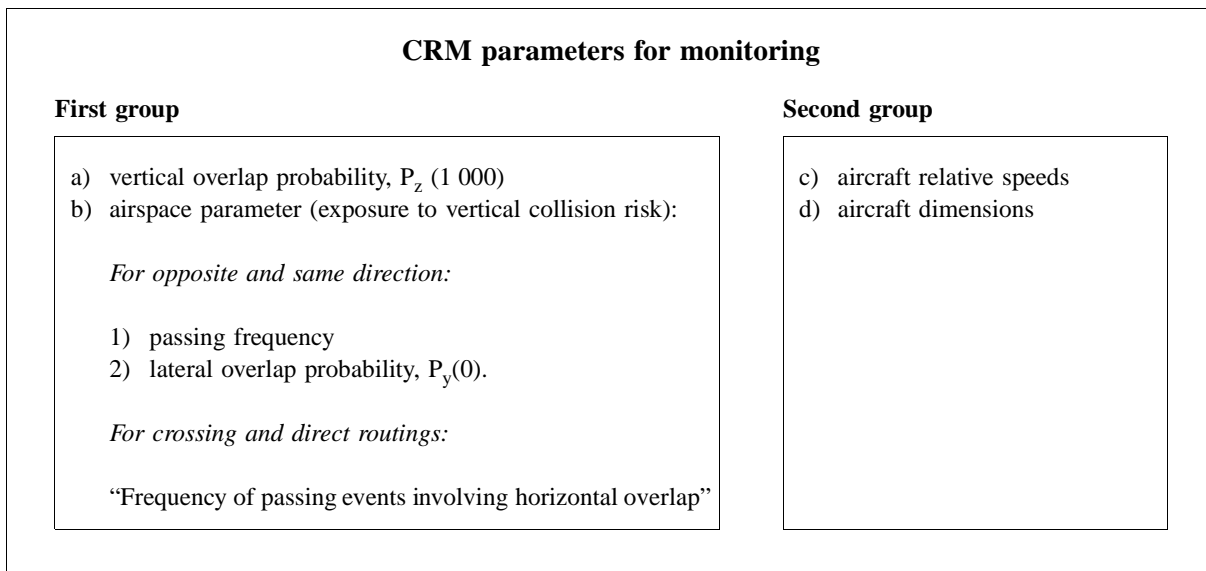 CRM parameters for monitoring
First group
a) vertical overlap probability, P_z (1 000)
b) airspace parameter (exposure to vertical collision risk):
For opposite and same direction:
1) passing frequency
2) lateral overlap probability, P_y(0).
For crossing and direct routings:
“Frequency of passing events involving horizontal overlap”
Second group
c) aircraft relative speeds
d) aircraft dimensions